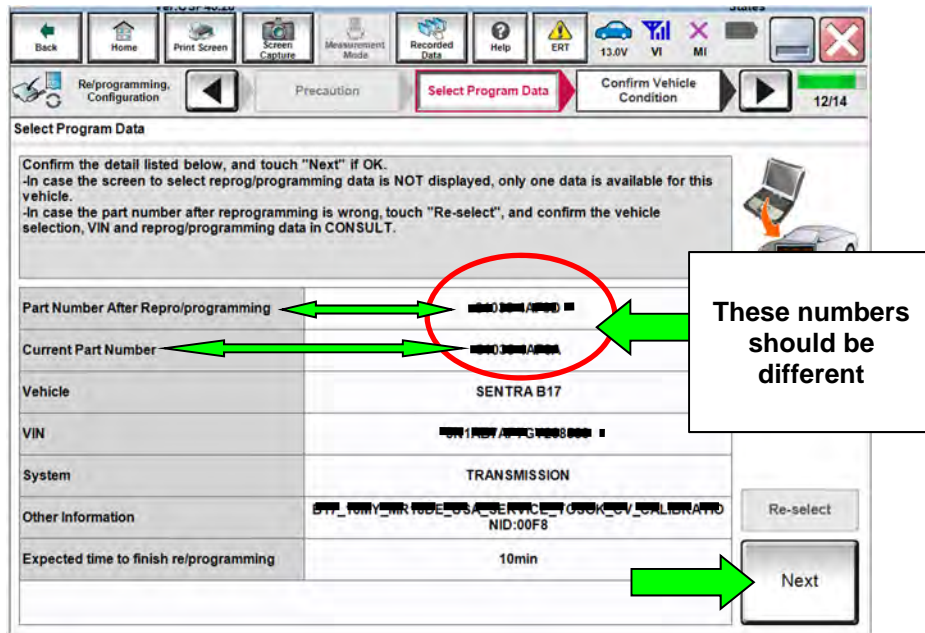 Back
Home
Print Screen
Screen Capture
Measurement Mode
Recorded Data
Help
ERT
13.0V
VI
MI
Re/programming, Configuration
Precaution
Select Program Data
Confirm Vehicle Condition
12/14
Select Program Data
Confirm the detail listed below, and touch "Next" if OK.
-In case the screen to select reprog/programming data is NOT displayed, only one data is available for this
vehicle.
-In case the part number after reprogramming is wrong, touch "Re-select", and confirm the vehicle
selection, VIN and reprog/programming data in CONSULT.
Part Number After Repro/programming
Current Part Number
These numbers
should be
different
Vehicle
SENTRA B17
VIN
System
TRANSMISSION
Other Information
NID:00F8
Re-select
Expected time to finish re/programming
10min
Next